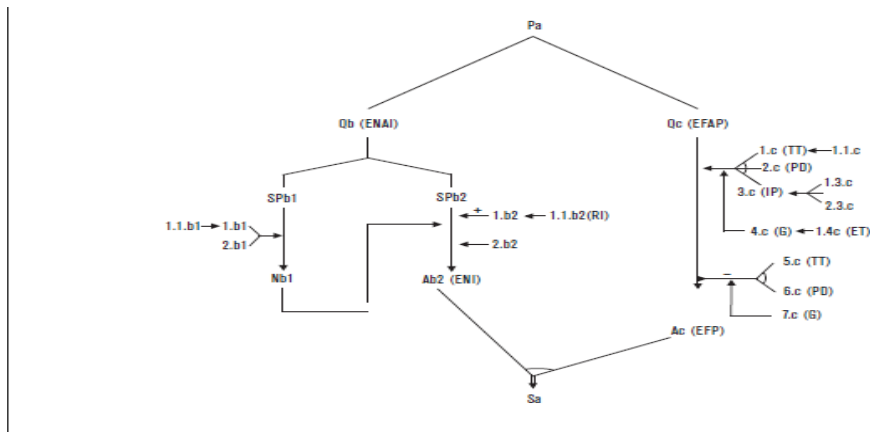 Pa
Qb (ENAI)
Qc (EFAP)
1.c (TT) 1.1.c
2.c (PD)
3.c (IP) 1.3.c
2.3.c
SPb1
SPb2
1.1.b1 1.b1
2.b1
+ 1.b2 1.1.b2(RI)
2.b2
4.c (G) 1.4c (ET)
Nb1
Ab2 (ENI)
5.c (TT)
–
6.c (PD)
7.c (G)
Ac (EFP)
Sa